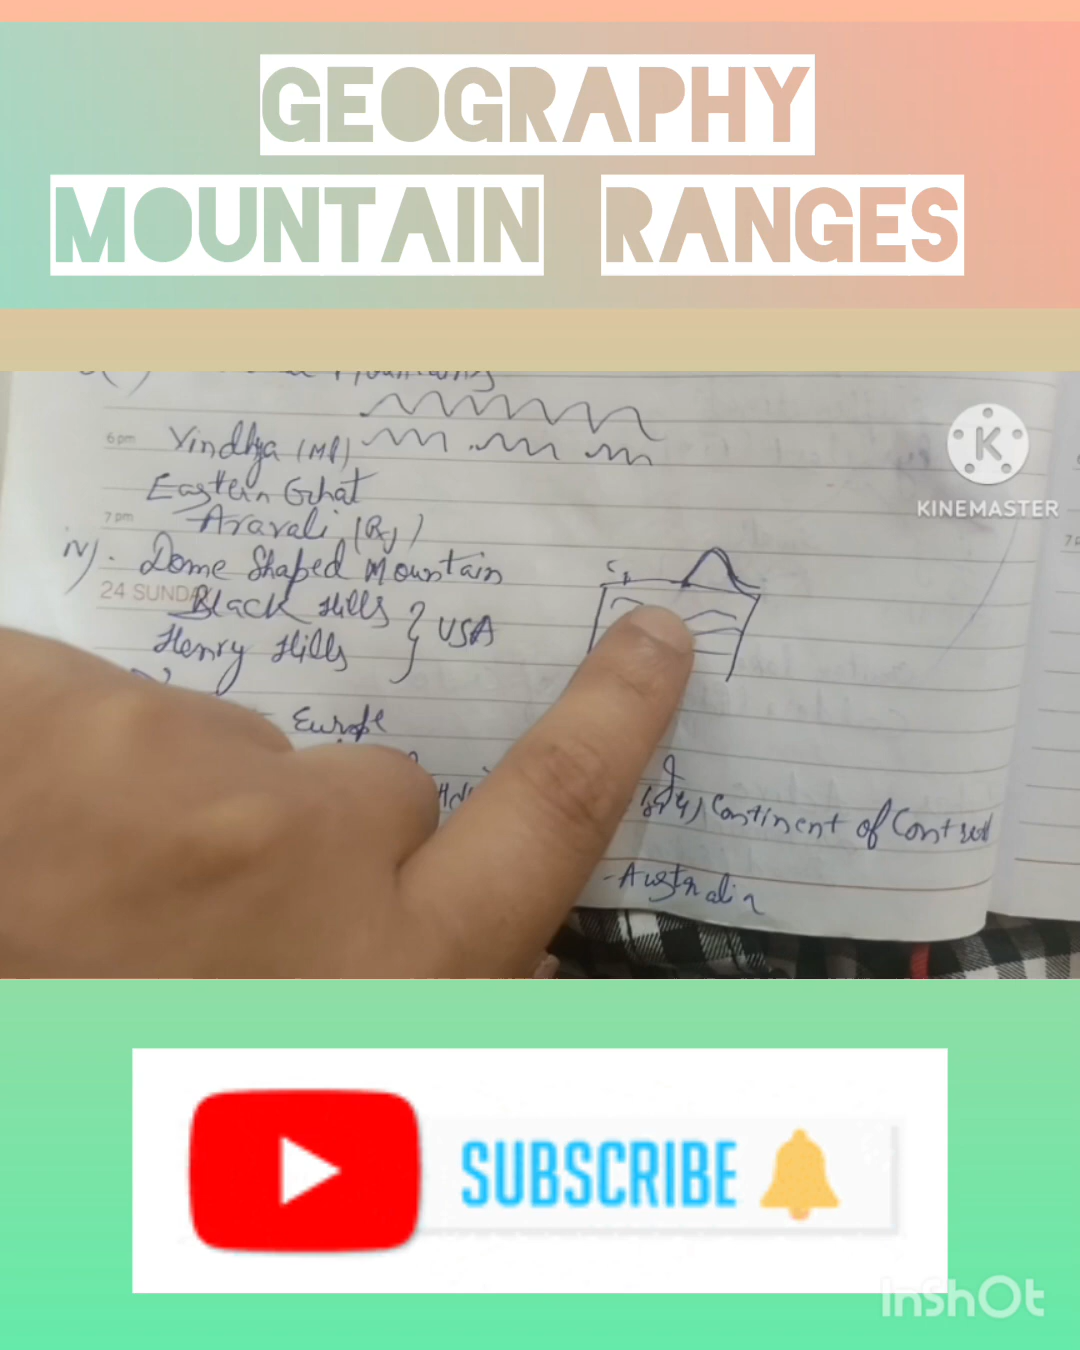 GEOGRAPHY
MOUNTAIN RANGES
Mountains
6 pm Vindhya (MP)
Eastern Ghat
7 pm Aravali (Rj)
iv). Dome Shaped Mountain
24 SUNDAY Black Hills
Henry Hills } USA
Europe
Continent of Contrast
- Australia
KINEMASTER
SUBSCRIBE
InShOt